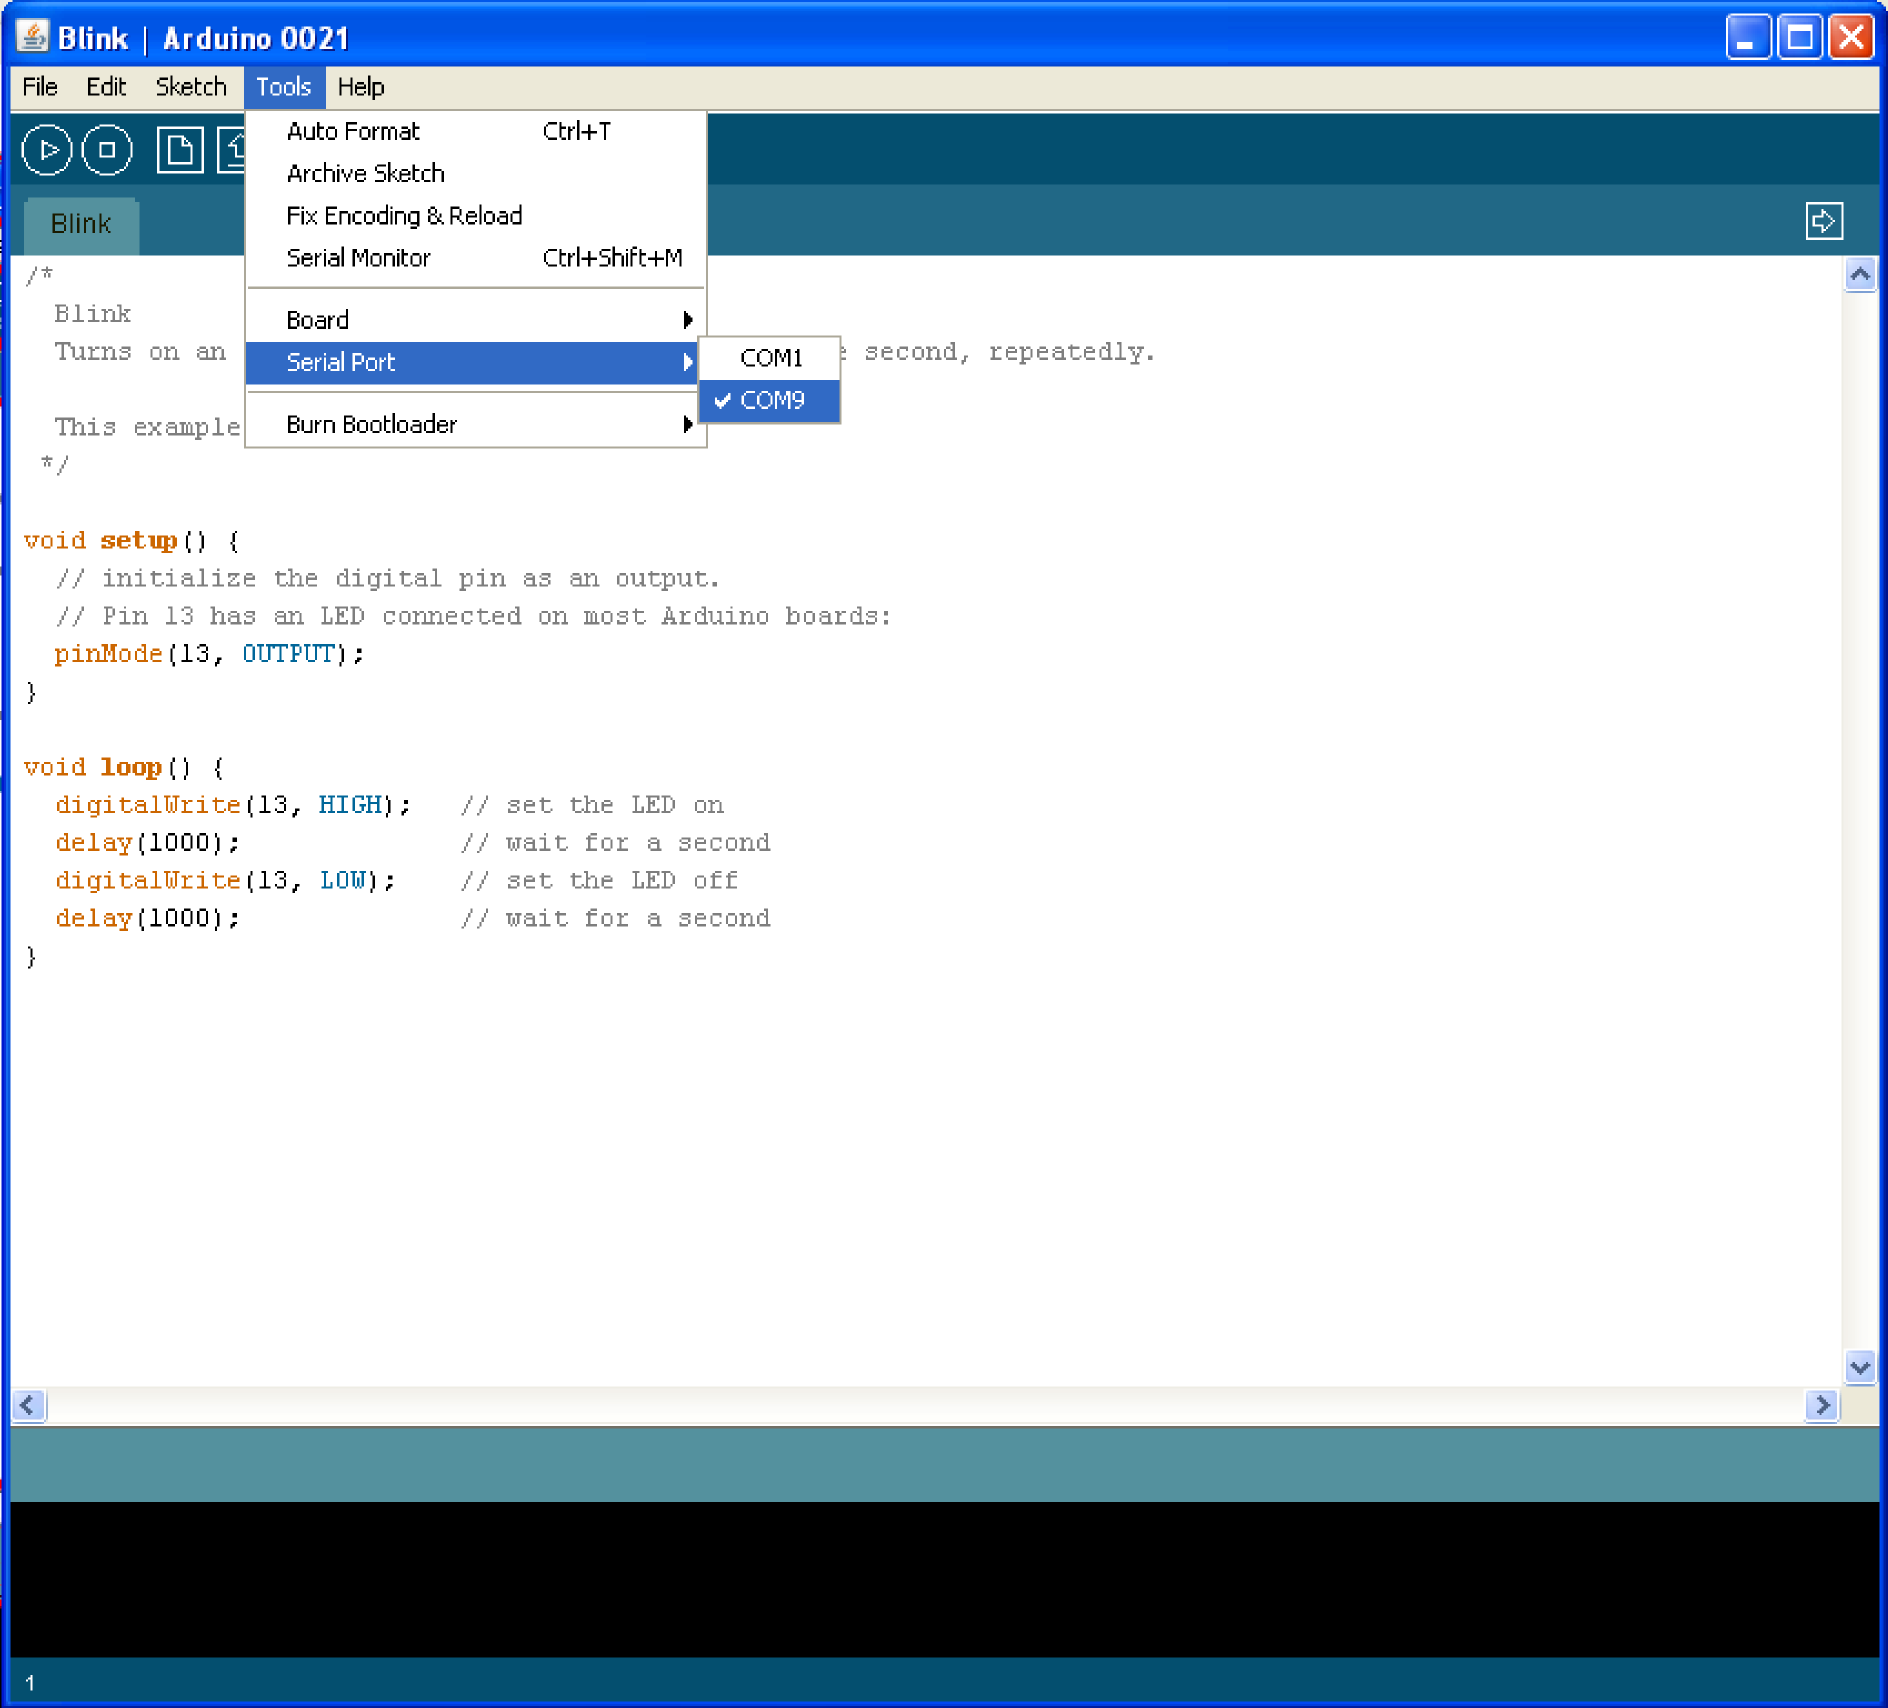 Blink | Arduino 0021
File Edit Sketch Tools Help
Auto Format Ctrl+T
Archive Sketch
Fix Encoding & Reload
Serial Monitor Ctrl+Shift+M
Board
Serial Port
Burn Bootloader
COM1
COM9
Blink
/*
Blink
Turns on an second, repeatedly.
This example
*/
void setup() {
// initialize the digital pin as an output.
// Pin 13 has an LED connected on most Arduino boards:
pinMode(13, OUTPUT);
}
void loop() {
digitalWrite(13, HIGH); // set the LED on
delay(1000); // wait for a second
digitalWrite(13, LOW); // set the LED off
delay(1000); // wait for a second
}
1